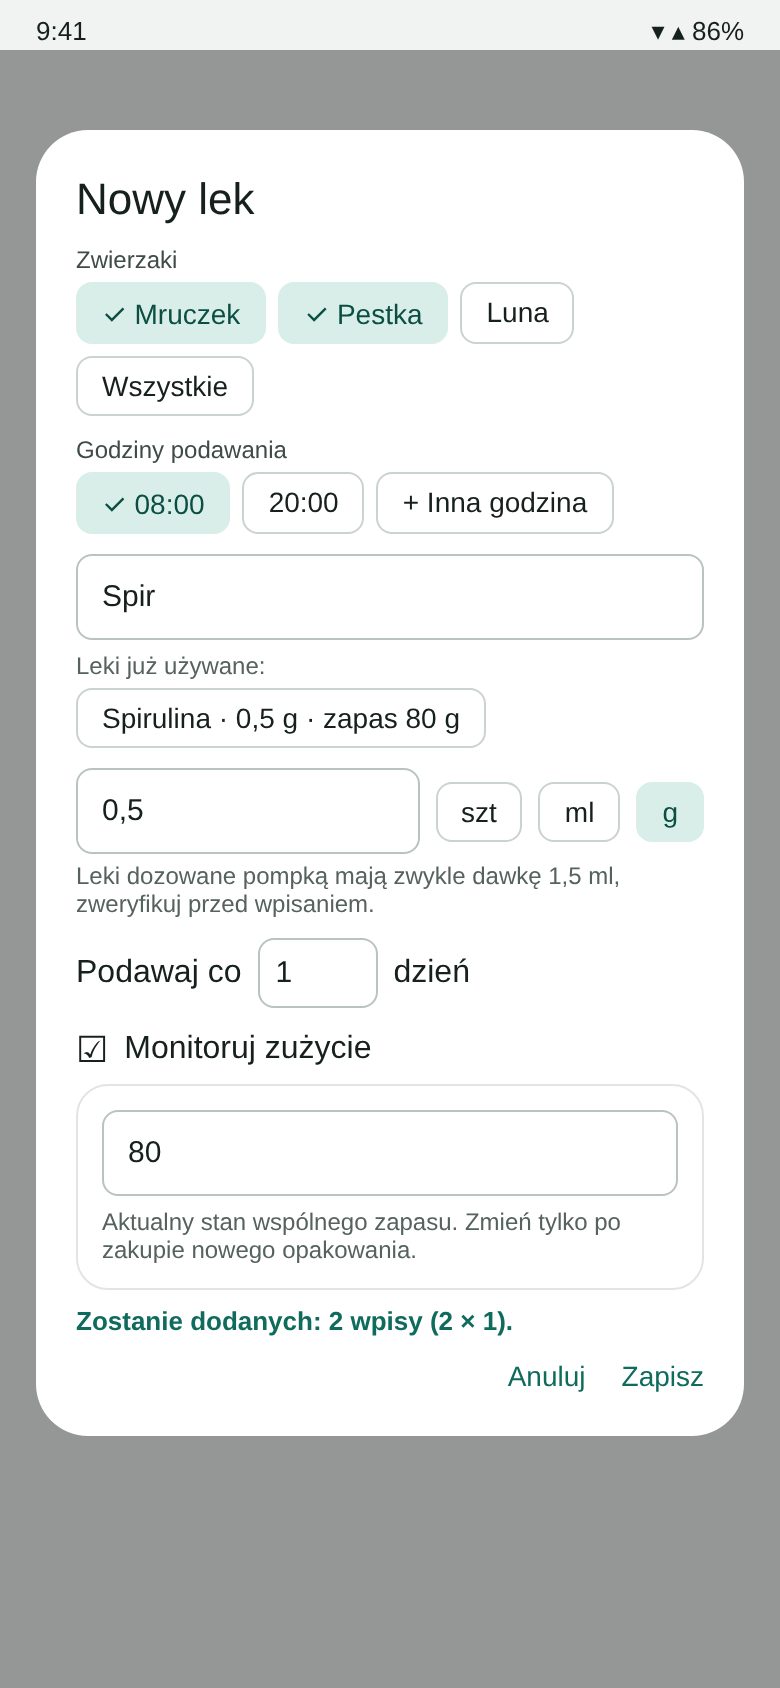 9:41 ▼▲ 86%
Nowy lek
Zwierzaki
✓ Mruczek ✓ Pestka Luna
Wszystkie
Godziny podawania
✓ 08:00 20:00 + Inna godzina
Spir
Leki już używane:
Spirulina · 0,5 g · zapas 80 g
0,5 szt ml g
Leki dozowane pompką mają zwykle dawkę 1,5 ml,
zweryfikuj przed wpisaniem.
Podawaj co 1 dzień
☑ Monitoruj zużycie
80
Aktualny stan wspólnego zapasu. Zmień tylko po
zakupie nowego opakowania.
Zostanie dodanych: 2 wpisy (2 × 1).
Anuluj Zapisz